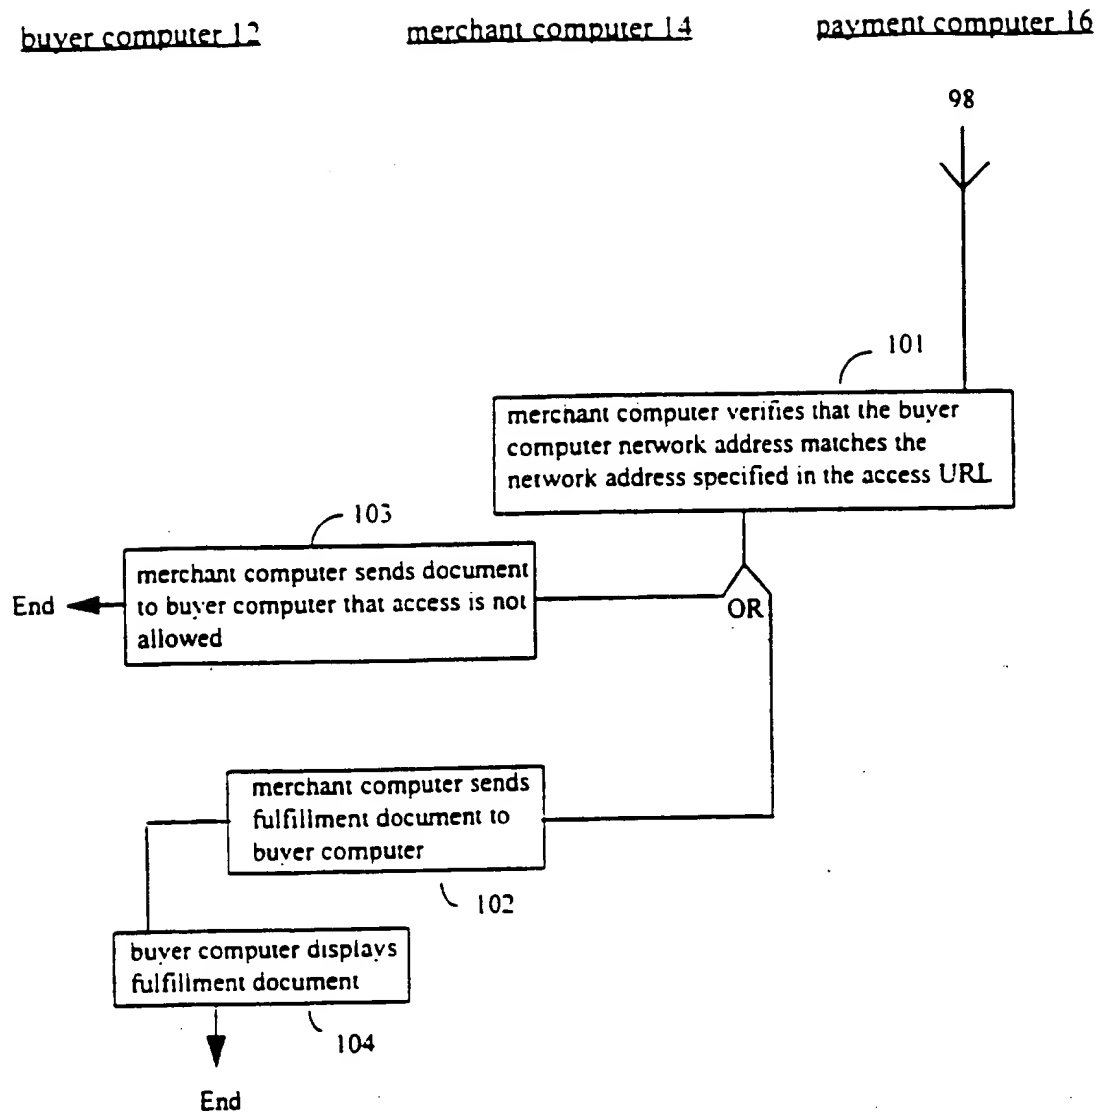 buyer computer 12
merchant computer 14
payment computer 16
98
101
merchant computer verifies that the buyer
computer network address matches the
network address specified in the access URL
103
merchant computer sends document
to buyer computer that access is not
allowed
End
OR
merchant computer sends
fulfillment document to
buyer computer
102
buyer computer displays
fulfillment document
104
End